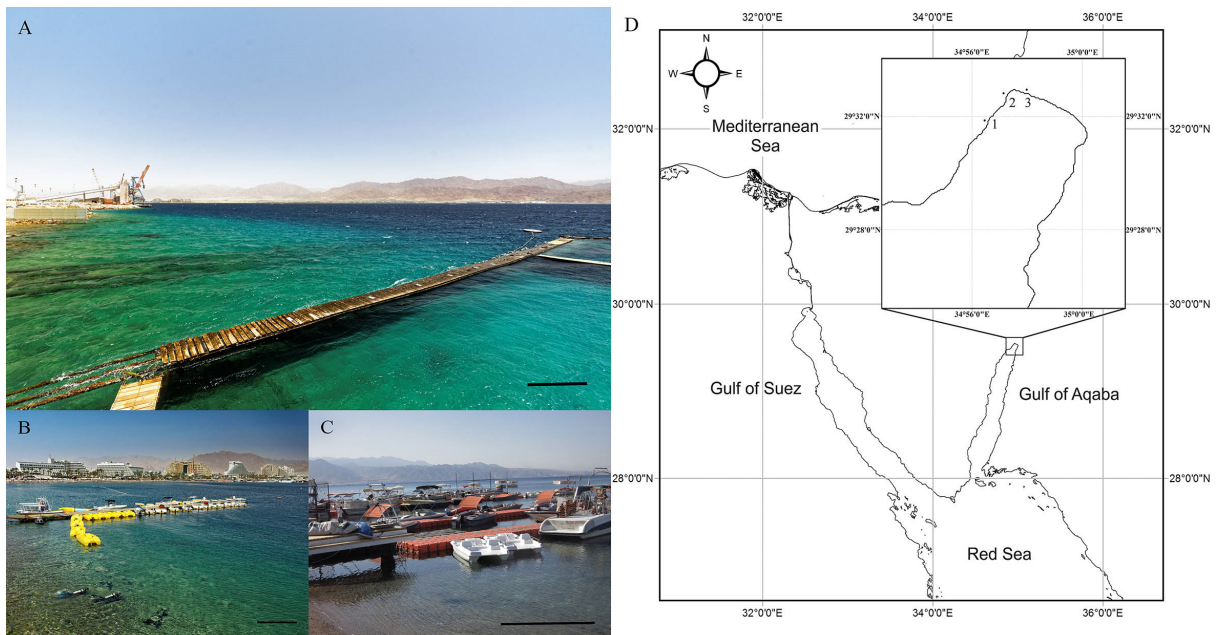 A
B
C
D
32°0'0"E
34°0'0"E
36°0'0"E
N
W
E
S
34°56'0"E
35°0'0"E
Mediterranean
Sea
32°0'0"N
32°0'0"N
29°32'0"N
29°32'0"N
1
2
3
29°28'0"N
29°28'0"N
34°56'0"E
35°0'0"E
30°0'0"N
30°0'0"N
Gulf of Suez
Gulf of Aqaba
28°0'0"N
28°0'0"N
Red Sea
32°0'0"E
34°0'0"E
36°0'0"E